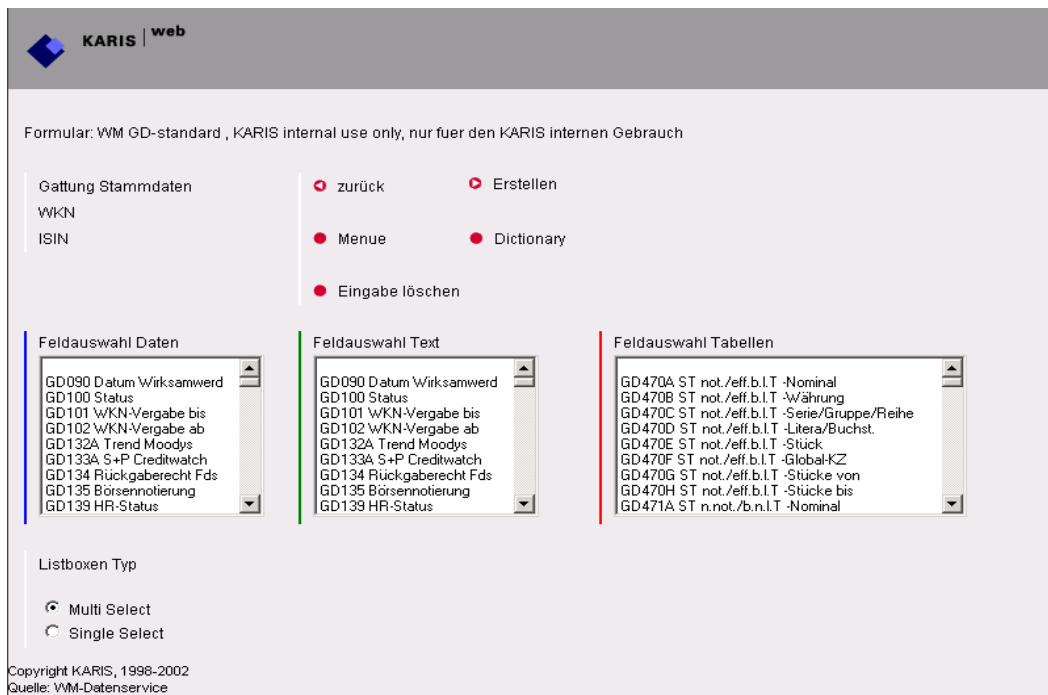 KARIS | web
Formular: WM GD-standard , KARIS internal use only, nur fuer den KARIS internen Gebrauch
Gattung Stammdaten
WKN
ISIN
zurück
Erstellen
Menue
Dictionary
Eingabe löschen
Feldauswahl Daten
GD090 Datum Wirksamwerd
GD100 Status
GD101 WKN-Vergabe bis
GD102 WKN-Vergabe ab
GD132A Trend Moodys
GD133A S+P Creditwatch
GD134 Rückgaberecht Fds
GD135 Börsennotierung
GD139 HR-Status
Feldauswahl Text
GD090 Datum Wirksamwerd
GD100 Status
GD101 WKN-Vergabe bis
GD102 WKN-Vergabe ab
GD132A Trend Moodys
GD133A S+P Creditwatch
GD134 Rückgaberecht Fds
GD135 Börsennotierung
GD139 HR-Status
Feldauswahl Tabellen
GD470A ST not./eff.b.l.T -Nominal
GD470B ST not./eff.b.l.T -Währung
GD470C ST not./eff.b.l.T -Serie/Gruppe/Reihe
GD470D ST not./eff.b.l.T -Litera/Buchst.
GD470E ST not./eff.b.l.T -Stück
GD470F ST not./eff.b.l.T -Global-KZ
GD470G ST not./eff.b.l.T -Stücke von
GD470H ST not./eff.b.l.T -Stücke bis
GD471A ST n.not./b.n.l.T -Nominal
Listboxen Typ
Multi Select
Single Select
Copyright KARIS, 1998-2002
Quelle: WM-Datenservice